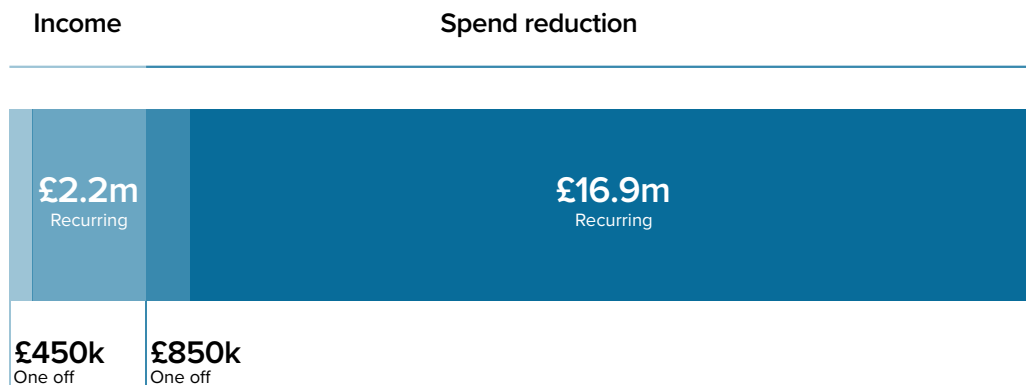 Income
Spend reduction
£2.2m
Recurring
£16.9m
Recurring
£450k
One off
£850k
One off